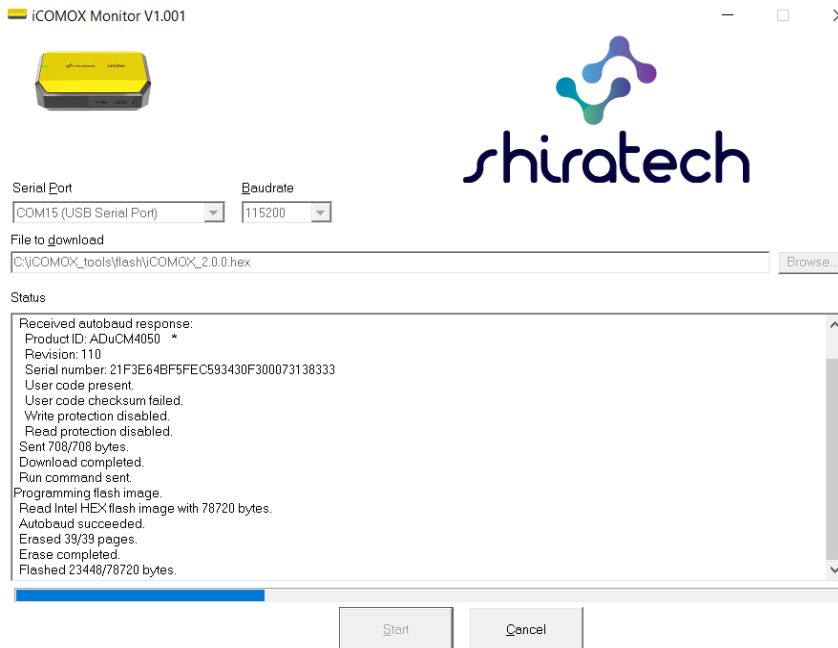 iCOMOX Monitor V1.001
shiratech
Serial Port
Baudrate
COM15 (USB Serial Port)
115200
File to download
C:\iCOMOX_tools\flash\iCOMOX_2.0.0.hex
Browse...
Status
Received autobaud response:
Product ID: ADuCM4050 *
Revision: 110
Serial number: 21F3E64BF5FEC593430F300073138333
User code present.
User code checksum failed.
Write protection disabled.
Read protection disabled.
Sent 708/708 bytes.
Download completed.
Run command sent.
Programming flash image.
Read Intel HEX flash image with 78720 bytes.
Autobaud succeeded.
Erased 39/39 pages.
Erase completed.
Flashed 23448/78720 bytes.
Start
Cancel